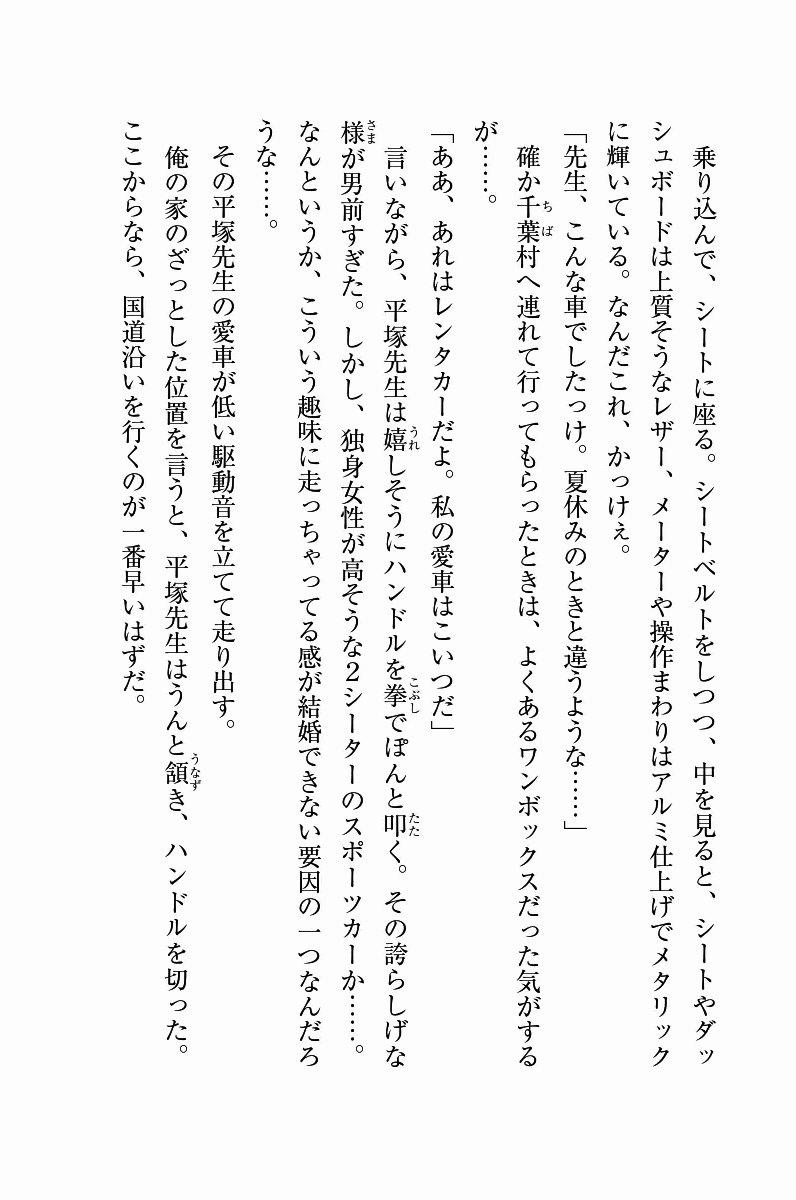 乗り込んで、シートに座る。シートベルトをしつつ、中を見ると、シートやダッ
シュボードは上質そうなレザー、メーターや操作まわりはアルミ仕上げでメタリック
に輝いている。なんだこれ、かっけぇ。
「先生、こんな車でしたっけ。夏休みのときと違うような……」
　確か千葉村へ連れて行ってもらったときは、よくあるワンボックスだった気がする
が……。
「ああ、あれはレンタカーだよ。私の愛車はこいつだ」
　言いながら、平塚先生は嬉しそうにハンドルを拳でぽんと叩く。その誇らしげな
様が男前すぎた。しかし、独身女性が高そうな２シーターのスポーツカーか……。
なんというか、こういう趣味に走っちゃってる感が結婚できない要因の一つなんだろ
うな……。
　その平塚先生の愛車が低い駆動音を立てて走り出す。
　俺の家のざっとした位置を言うと、平塚先生はうんと頷き、ハンドルを切った。
ここからなら、国道沿いを行くのが一番早いはずだ。